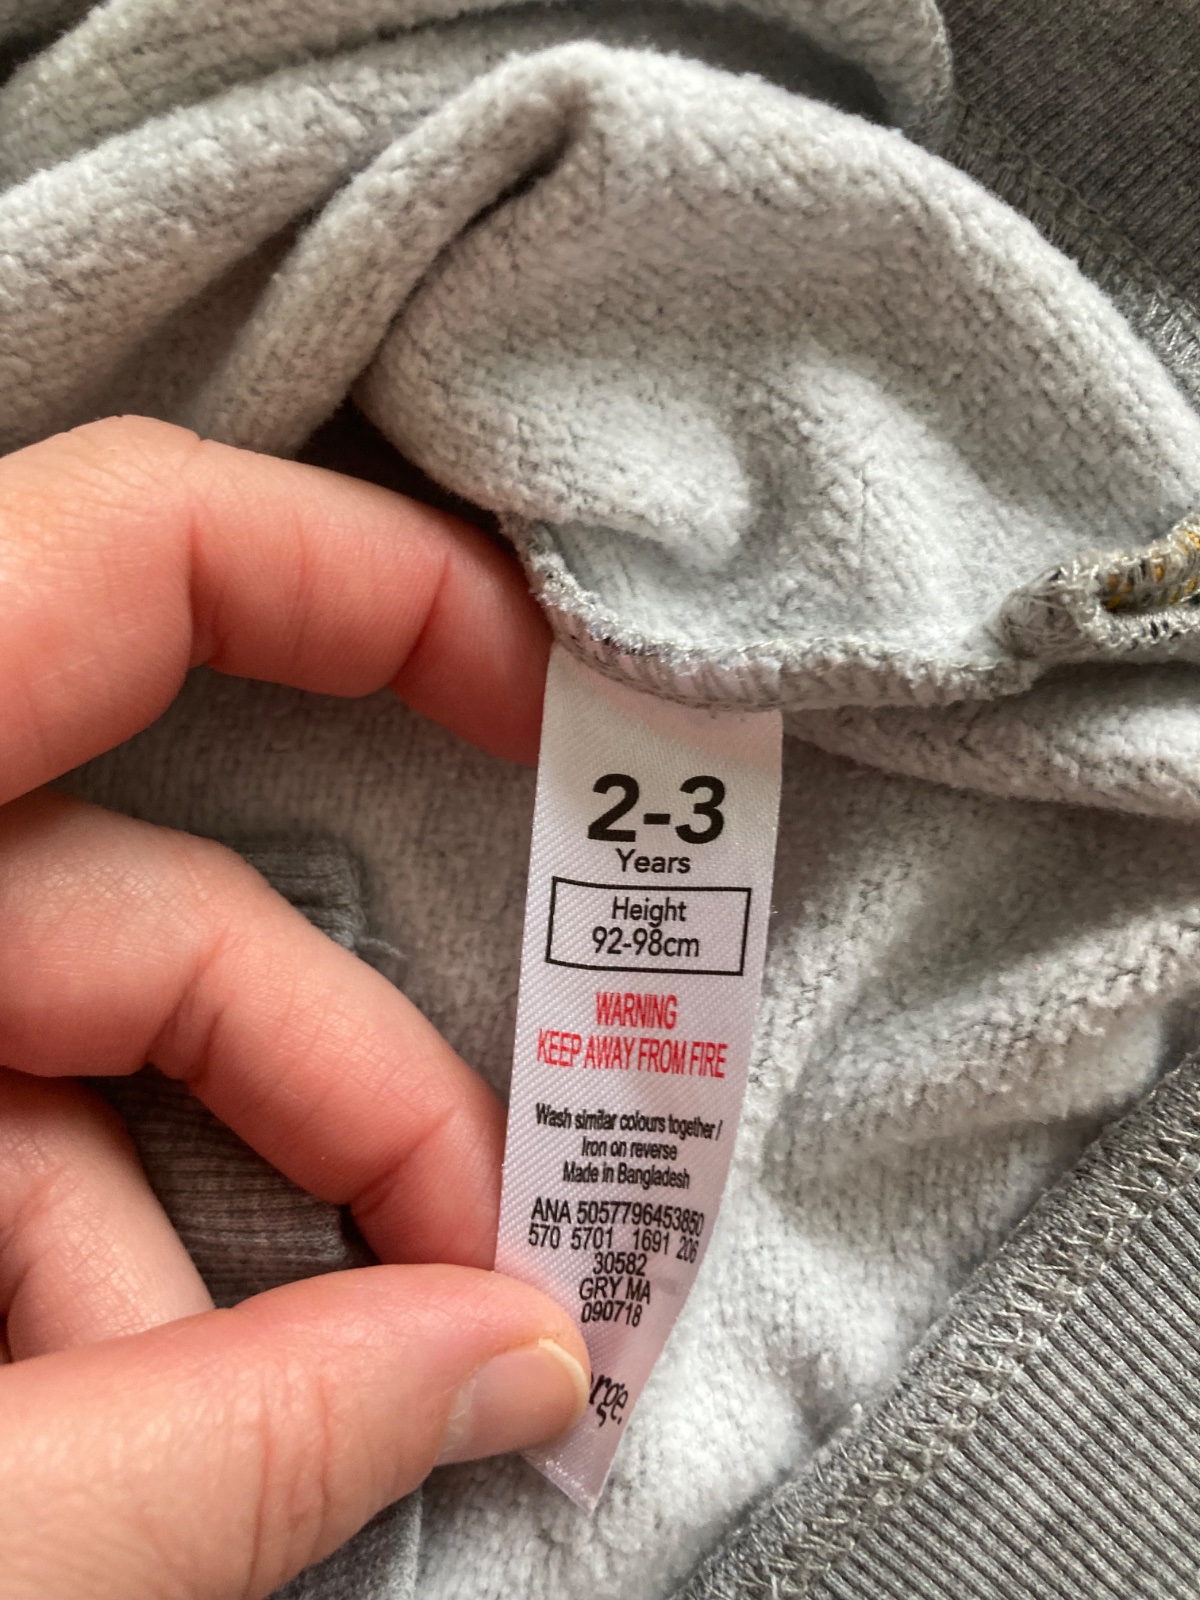 2-3
Years
Height
92-98cm
WARNING
KEEP AWAY FROM FIRE
Wash similar colours together /
Iron on reverse
Made in Bangladesh
ANA 5057796453850
570 5701 1691 206
30582
GRY MA
090718
rge.